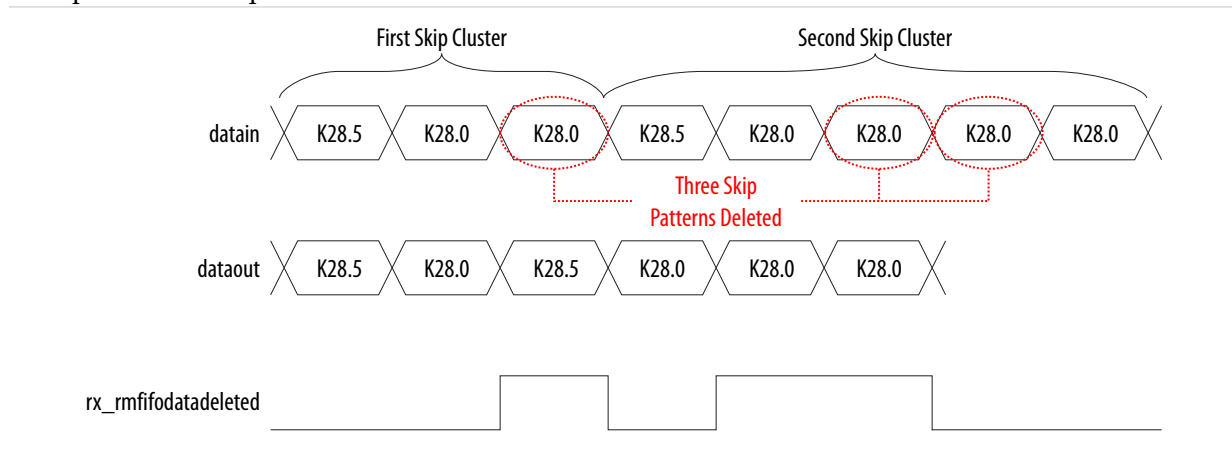 First Skip Cluster
Second Skip Cluster
datain K28.5 K28.0 K28.0 K28.5 K28.0 K28.0 K28.0 K28.0
Three Skip
Patterns Deleted
dataout K28.5 K28.0 K28.5 K28.0 K28.0 K28.0
rx_rmfifodatadeleted